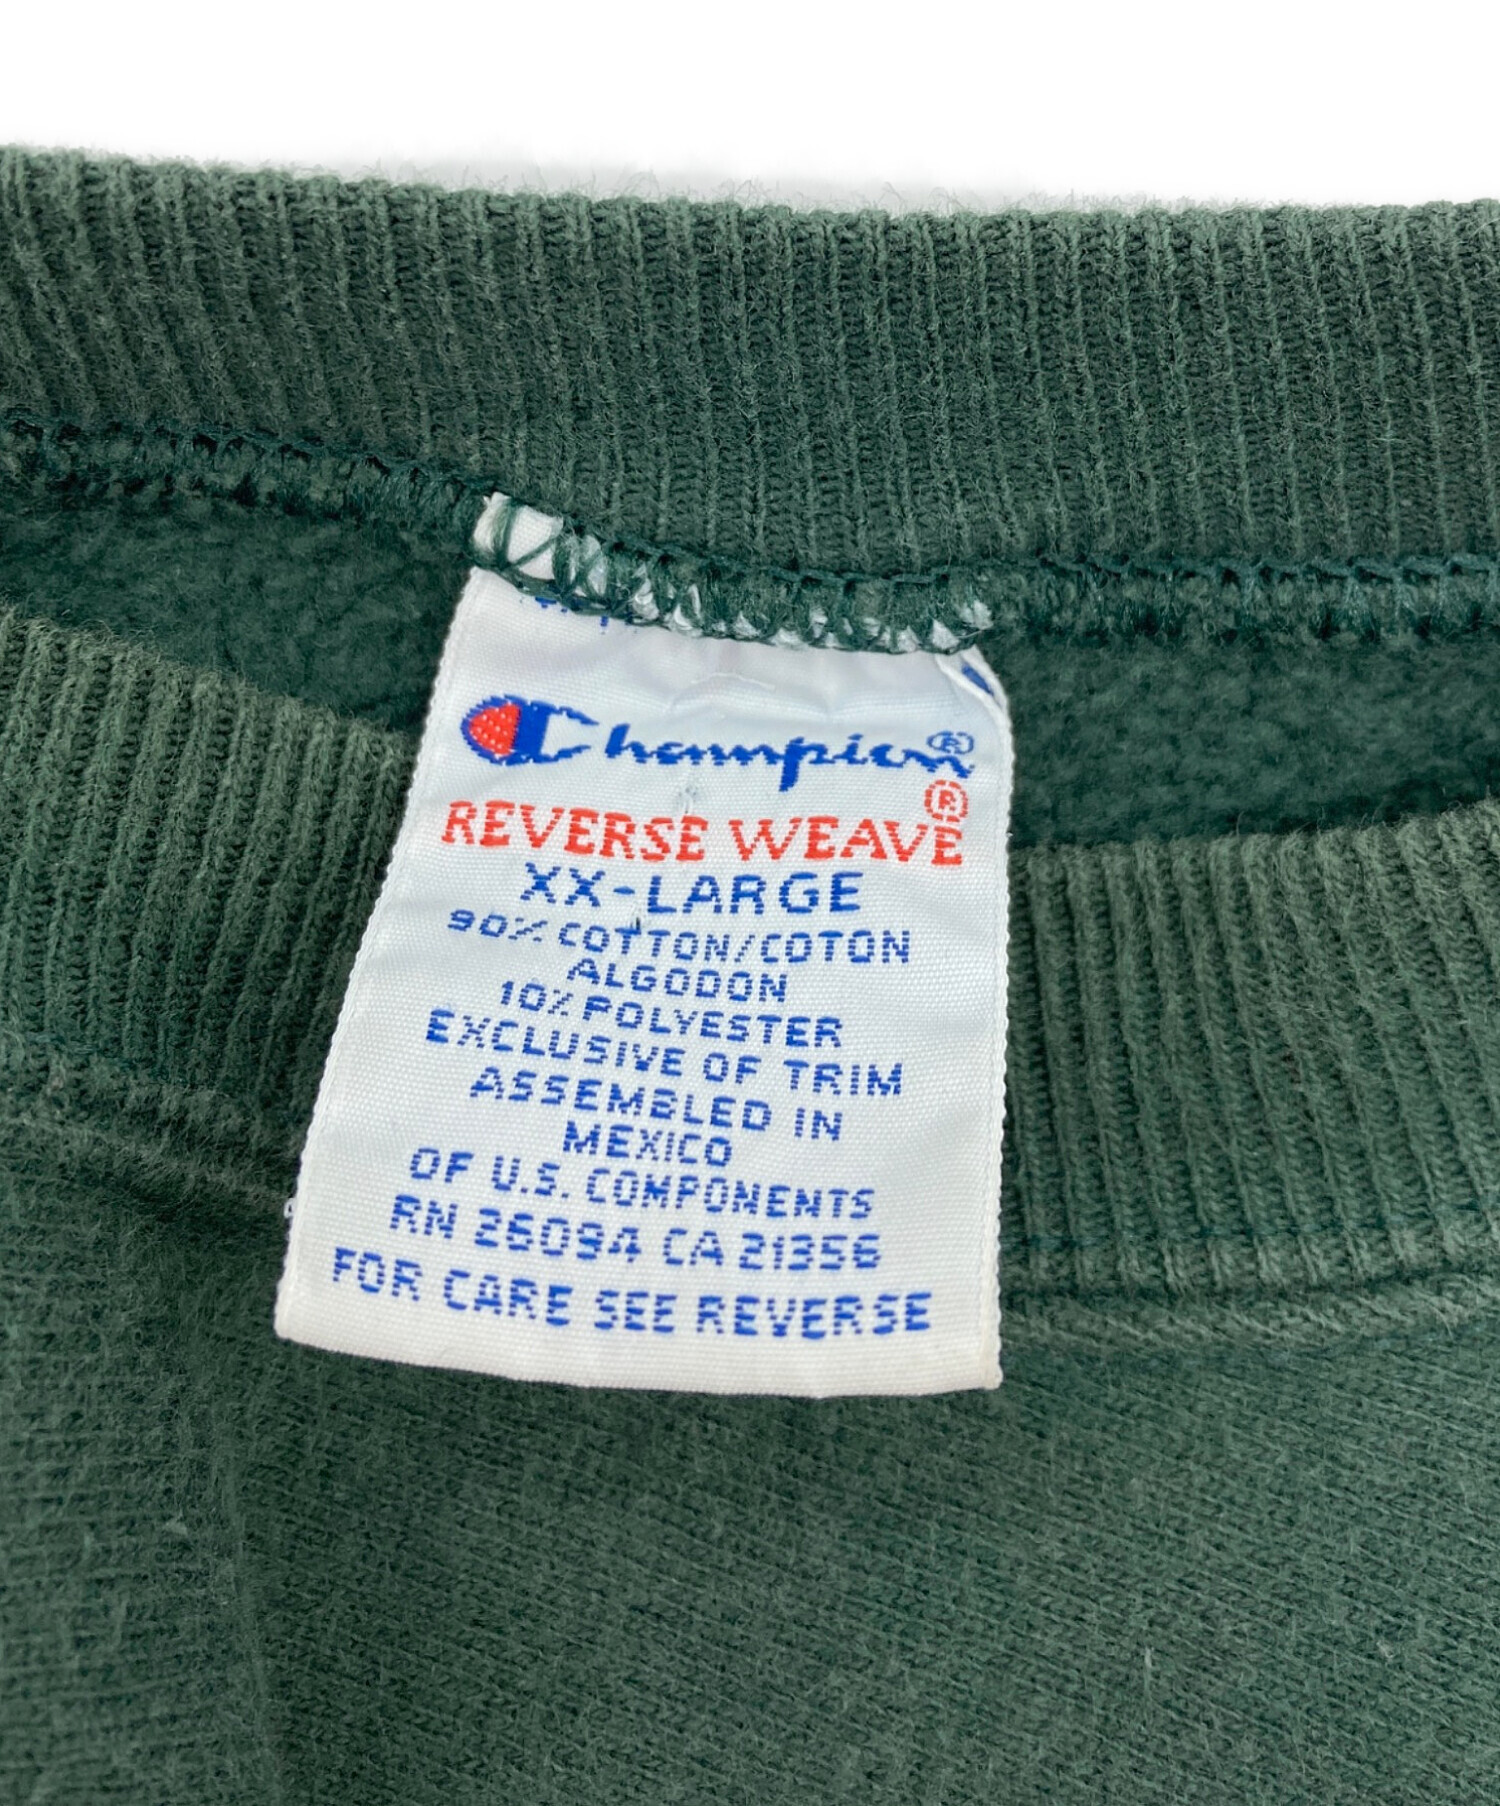 Champion®
REVERSE WEAVE®
XX-LARGE
90% COTTON/COTON
ALGODON
10% POLYESTER
EXCLUSIVE OF TRIM
ASSEMBLED IN
MEXICO
OF U.S. COMPONENTS
RN 26094 CA 21356
FOR CARE SEE REVERSE